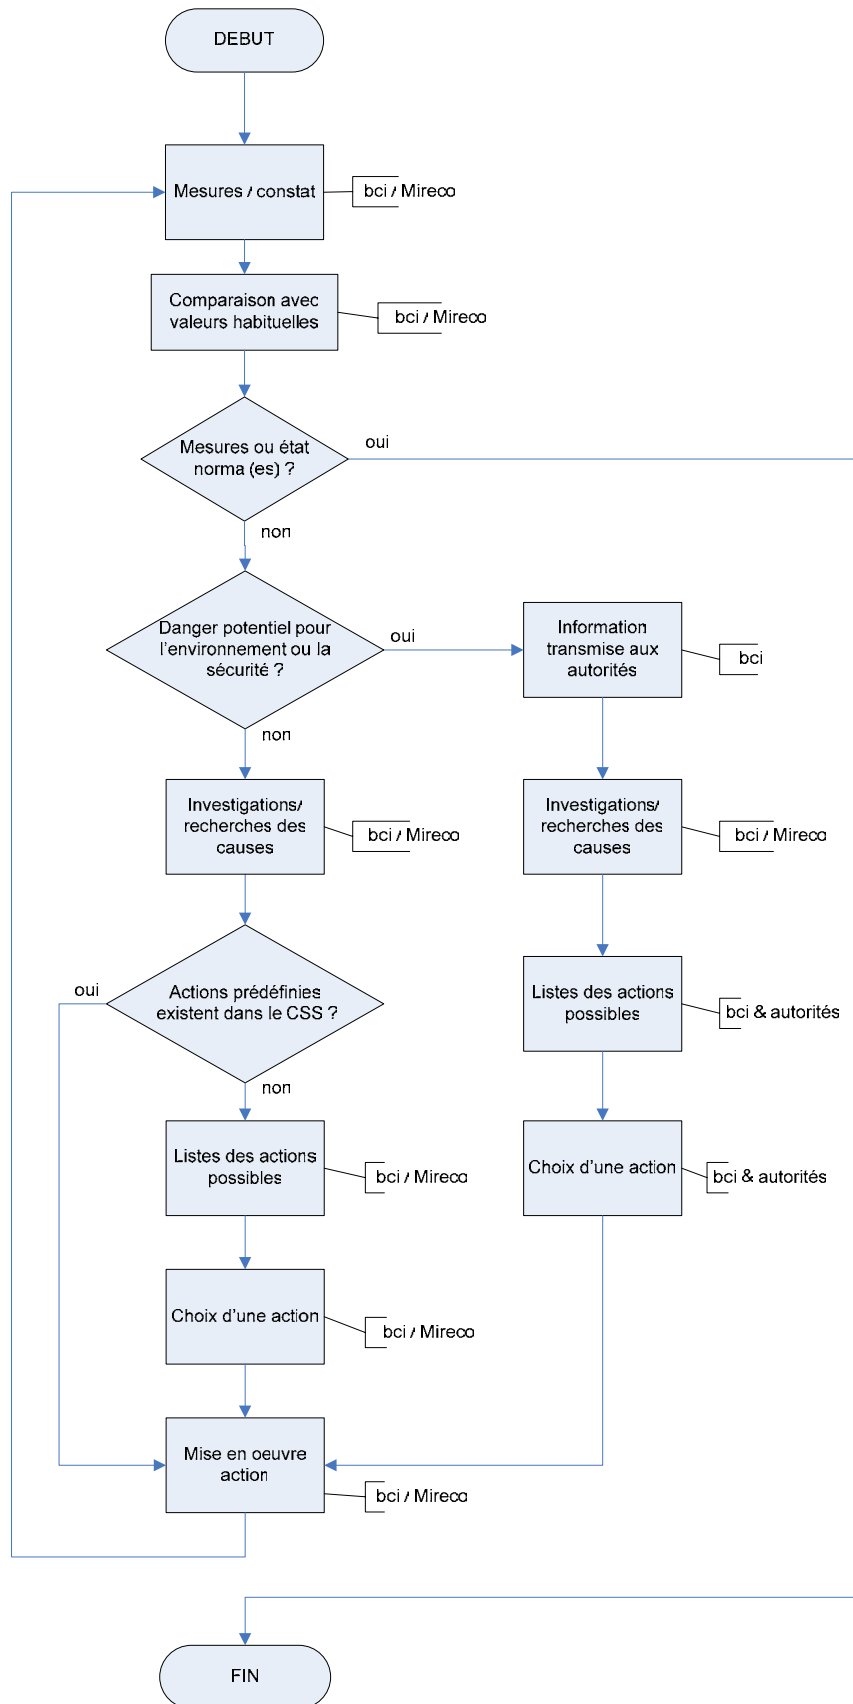 DEBUT
Mesures / constat
bci / Mireco
Comparaison avec
valeurs habituelles
bci / Mireco
Mesures ou état
norma (es) ?
oui
non
Danger potentiel pour
l'environnement ou la
sécurité ?
oui
Information
transmise aux
autorités
bci
non
Investigations/
recherches des
causes
bci / Mireco
Investigations/
recherches des
causes
bci / Mireco
oui
Actions prédéfinies
existent dans le CSS ?
Listes des actions
possibles
bci & autorités
non
Listes des actions
possibles
bci / Mireco
Choix d'une action
bci & autorités
Choix d'une action
bci / Mireco
Mise en oeuvre
action
bci / Mireco
FIN